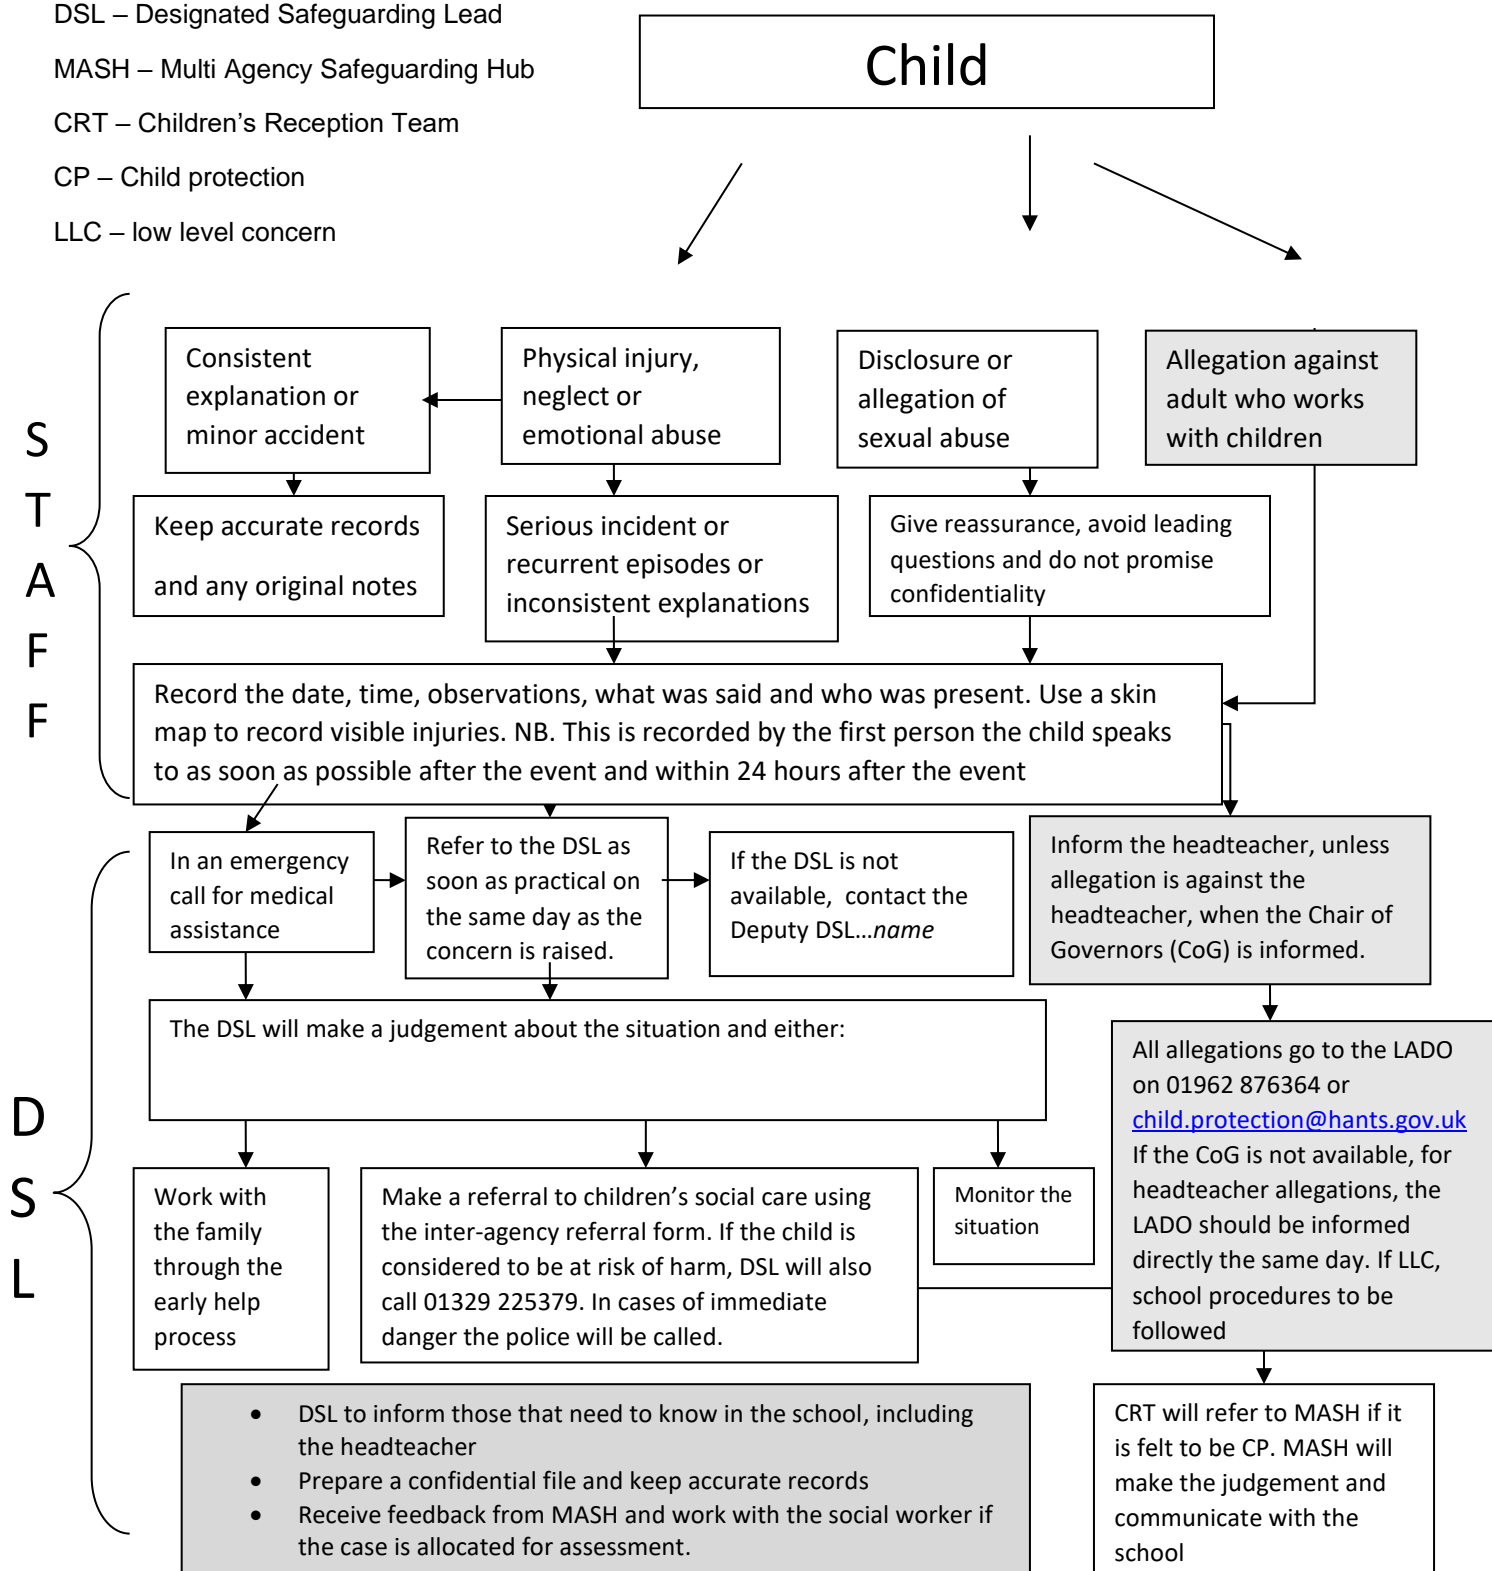 DSL – Designated Safeguarding Lead
MASH – Multi Agency Safeguarding Hub
CRT – Children’s Reception Team
CP – Child protection
LLC – low level concern
Child
S
T
A
F
F
Consistent
explanation or
minor accident
Physical injury,
neglect or
emotional abuse
Disclosure or
allegation of
sexual abuse
Allegation against
adult who works
with children
Keep accurate records
and any original notes
Serious incident or
recurrent episodes or
inconsistent explanations
Give reassurance, avoid leading
questions and do not promise
confidentiality
Record the date, time, observations, what was said and who was present. Use a skin
map to record visible injuries. NB. This is recorded by the first person the child speaks
to as soon as possible after the event and within 24 hours after the event
D
S
L
In an emergency
call for medical
assistance
Refer to the DSL as
soon as practical on
the same day as the
concern is raised.
If the DSL is not
available,  contact the
Deputy DSL…name
Inform the headteacher, unless
allegation is against the
headteacher, when the Chair of
Governors (CoG) is informed.
The DSL will make a judgement about the situation and either:
All allegations go to the LADO
on 01962 876364 or
child.protection@hants.gov.uk
If the CoG is not available, for
headteacher allegations, the
LADO should be informed
directly the same day. If LLC,
school procedures to be
followed
Work with
the family
through the
early help
process
Make a referral to children’s social care using
the inter-agency referral form. If the child is
considered to be at risk of harm, DSL will also
call 01329 225379. In cases of immediate
danger the police will be called.
Monitor the
situation
• DSL to inform those that need to know in the school, including
the headteacher
• Prepare a confidential file and keep accurate records
• Receive feedback from MASH and work with the social worker if
the case is allocated for assessment.
CRT will refer to MASH if it
is felt to be CP. MASH will
make the judgement and
communicate with the
school